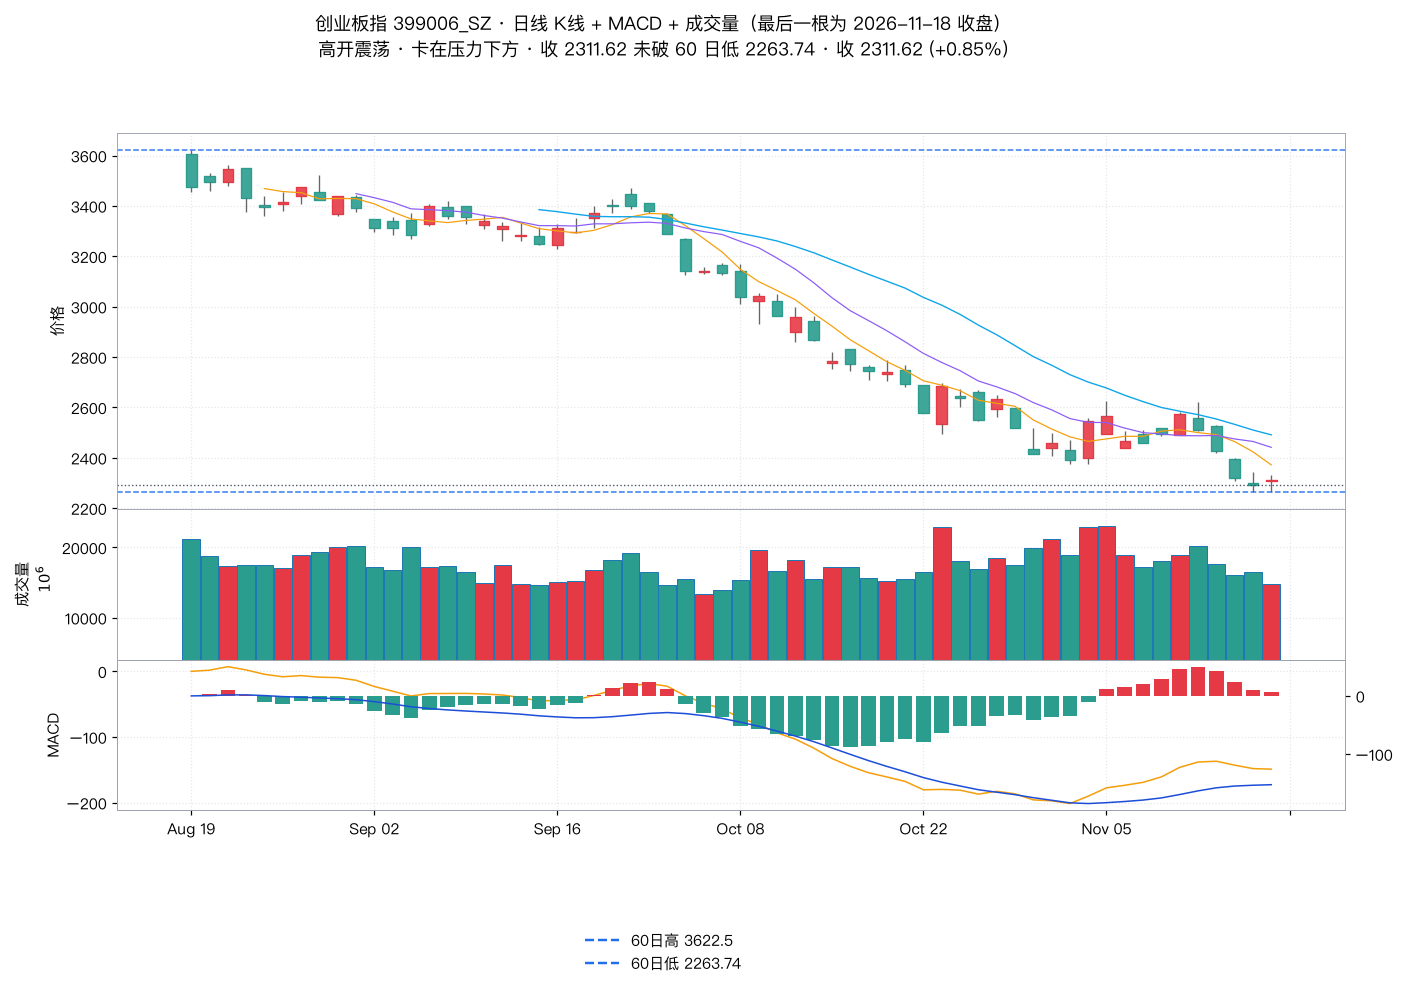 创业板指 399006_SZ · 日线 K线 + MACD + 成交量（最后一根为 2026−11−18 收盘）
高开震荡 · 卡在压力下方 · 收 2311.62 未破 60 日低 2263.74 · 收 2311.62 (+0.85%)
价格
3600
3400
3200
3000
2800
2600
2400
2200
成交量
10⁶
20000
10000
MACD
0
−100
−200
0
−100
Aug 19
Sep 02
Sep 16
Oct 08
Oct 22
Nov 05
60日高 3622.5
60日低 2263.74